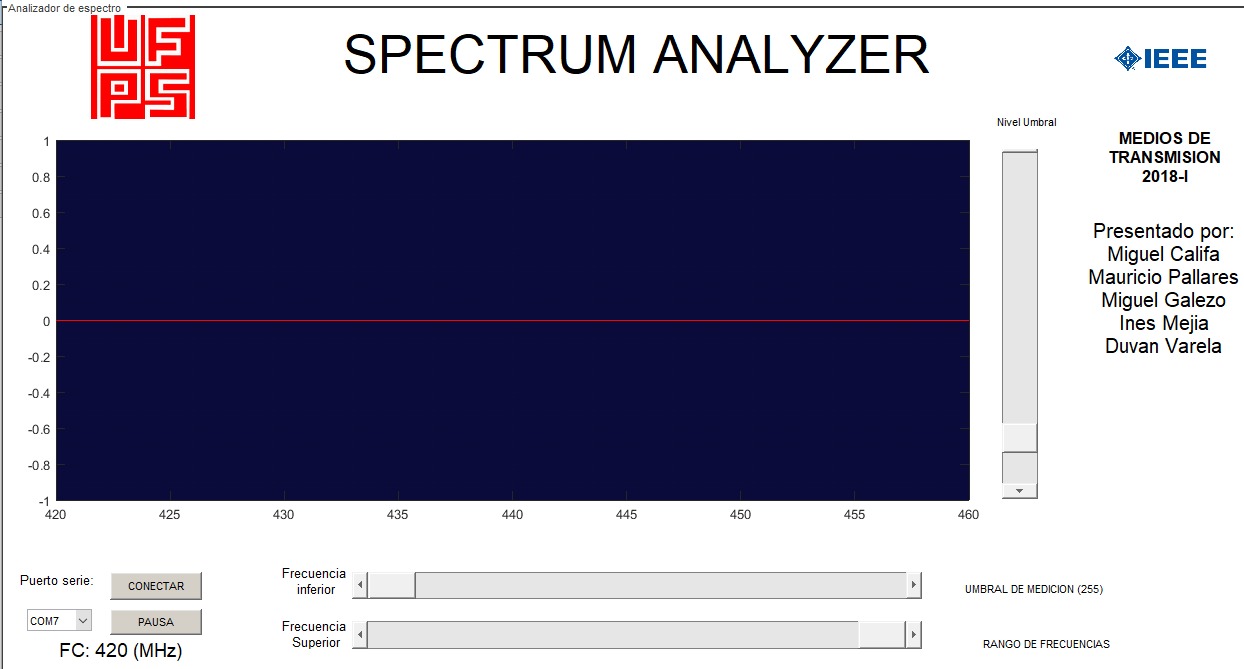 Analizador de espectro
UF
PS
SPECTRUM ANALYZER
IEEE
Nivel Umbral
MEDIOS DE
TRANSMISION
2018-I
Presentado por:
Miguel Califa
Mauricio Pallares
Miguel Galezo
Ines Mejia
Duvan Varela
1
0.8
0.6
0.4
0.2
0
-0.2
-0.4
-0.6
-0.8
-1
420 425 430 435 440 445 450 455 460
Puerto serie:
CONECTAR
COM7
PAUSA
FC: 420 (MHz)
Frecuencia
inferior
Frecuencia
Superior
UMBRAL DE MEDICION (255)
RANGO DE FRECUENCIAS